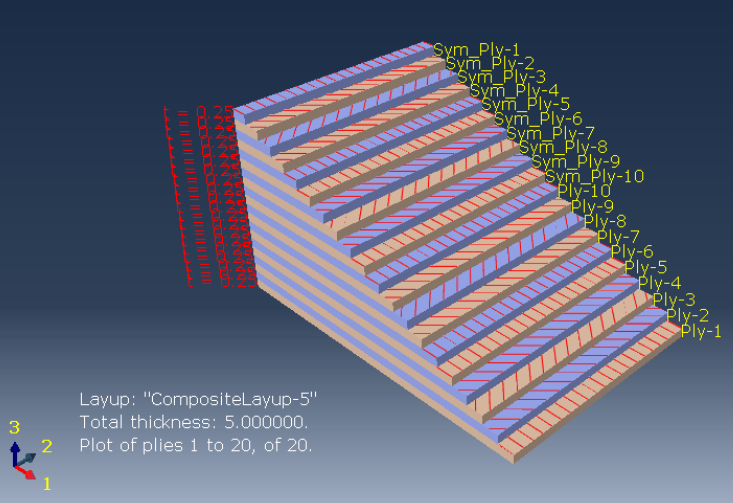 Sym_Ply-1
Sym_Ply-2
Sym_Ply-3
Sym_Ply-4
Sym_Ply-5
Sym_Ply-6
Sym_Ply-7
Sym_Ply-8
Sym_Ply-9
Sym_Ply-10
Ply-10
Ply-9
Ply-8
Ply-7
Ply-6
Ply-5
Ply-4
Ply-3
Ply-2
Ply-1
t = 0.25
Layup: "CompositeLayup-5"
Total thickness: 5.000000.
Plot of plies 1 to 20, of 20.
3
2
1